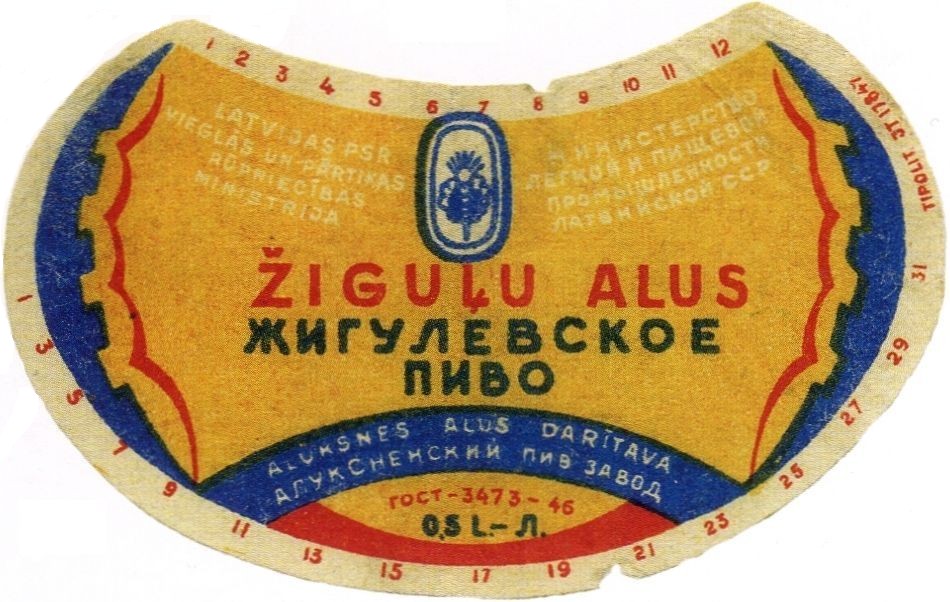 1 2 3 4 5 6 7 8 9 10 11 12
LATVIJAS PSR
VIEGLĀS UN PĀRTIKAS
RŪPNIECĪBAS
MINISTRIJA
МИНИСТЕРСТВО
ЛЕГКОЙ И ПИЩЕВОЙ
ПРОМЫШЛЕННОСТИ
ЛАТВИЙСКОЙ ССР
TIPOLIT. JT 17847
ŽIGUĻU ALUS
ЖИГУЛЕВСКОЕ
ПИВО
ALŪKSNES ALUS DARĪTAVA
АЛУКСНЕНСКИЙ ПИВ ЗАВОД
ГОСТ-3473-46
0,5 L.-Л.
1 3 5 7 9 11 13 15 17 19 21 23 25 27 29 31